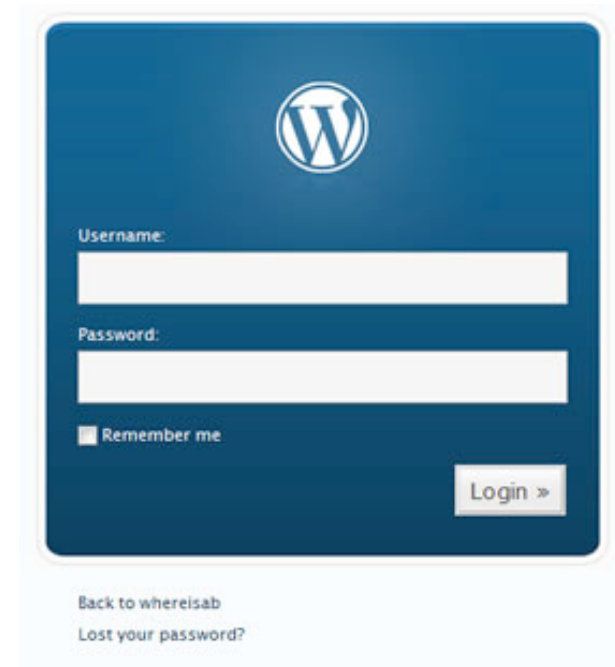 W
Username:
Password:
Remember me
Login »
Back to whereisab
Lost your password?